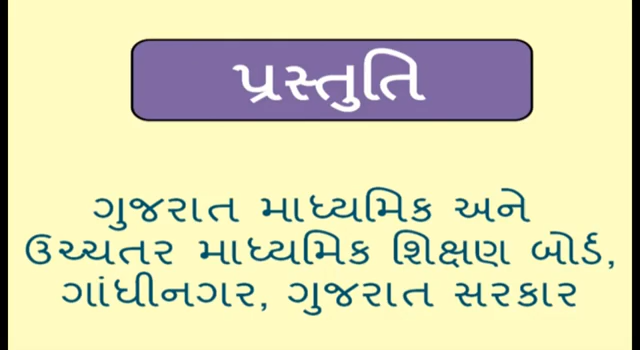 પ્રસ્તુતિ
ગુજરાત માધ્યમિક અને
ઉચ્ચતર માધ્યમિક શિક્ષણ બોર્ડ,
ગાંધીનગર, ગુજરાત સરકાર